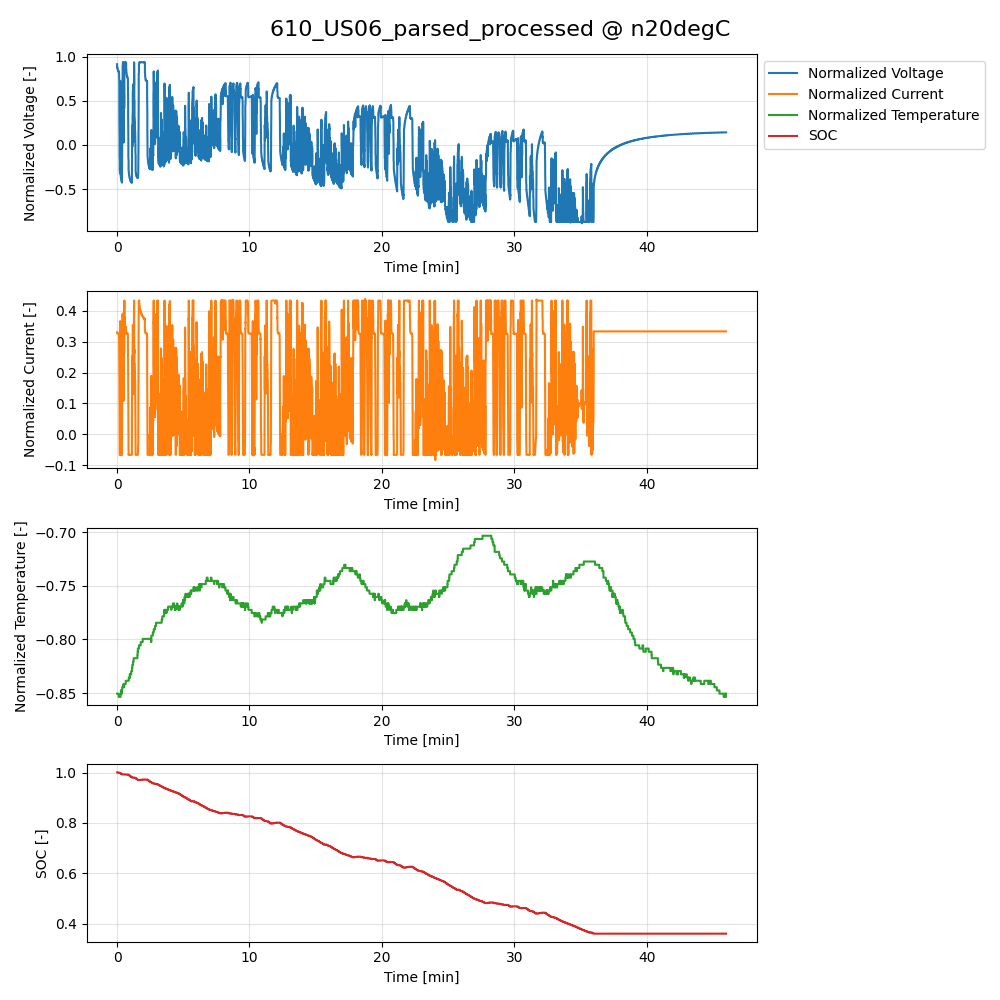 610_US06_parsed_processed @ n20degC
Normalized Voltage [-]
1.0
0.5
0.0
−0.5
0 10 20 30 40
Time [min]
Normalized Voltage
Normalized Current
Normalized Temperature
SOC
Normalized Current [-]
0.4
0.3
0.2
0.1
0.0
−0.1
0 10 20 30 40
Time [min]
Normalized Temperature [-]
−0.70
−0.75
−0.80
−0.85
0 10 20 30 40
Time [min]
SOC [-]
1.0
0.8
0.6
0.4
0 10 20 30 40
Time [min]